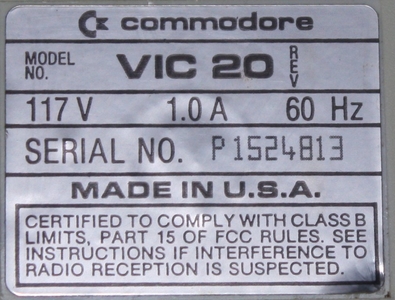 commodore
MODEL NO. VIC 20 REV
117 V 1.0 A 60 Hz
SERIAL NO. P1524813
MADE IN U.S.A.
CERTIFIED TO COMPLY WITH CLASS B
LIMITS, PART 15 OF FCC RULES. SEE
INSTRUCTIONS IF INTERFERENCE TO
RADIO RECEPTION IS SUSPECTED.